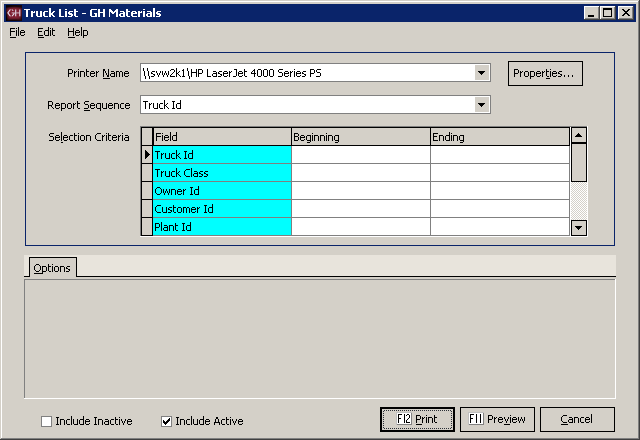 GH Truck List - GH Materials
File Edit Help
Printer Name \\svw2k1\HP LaserJet 4000 Series PS Properties...
Report Sequence Truck Id
Selection Criteria Field Beginning Ending
Truck Id
Truck Class
Owner Id
Customer Id
Plant Id
Options
Include Inactive Include Active F12 Print F11 Preview Cancel